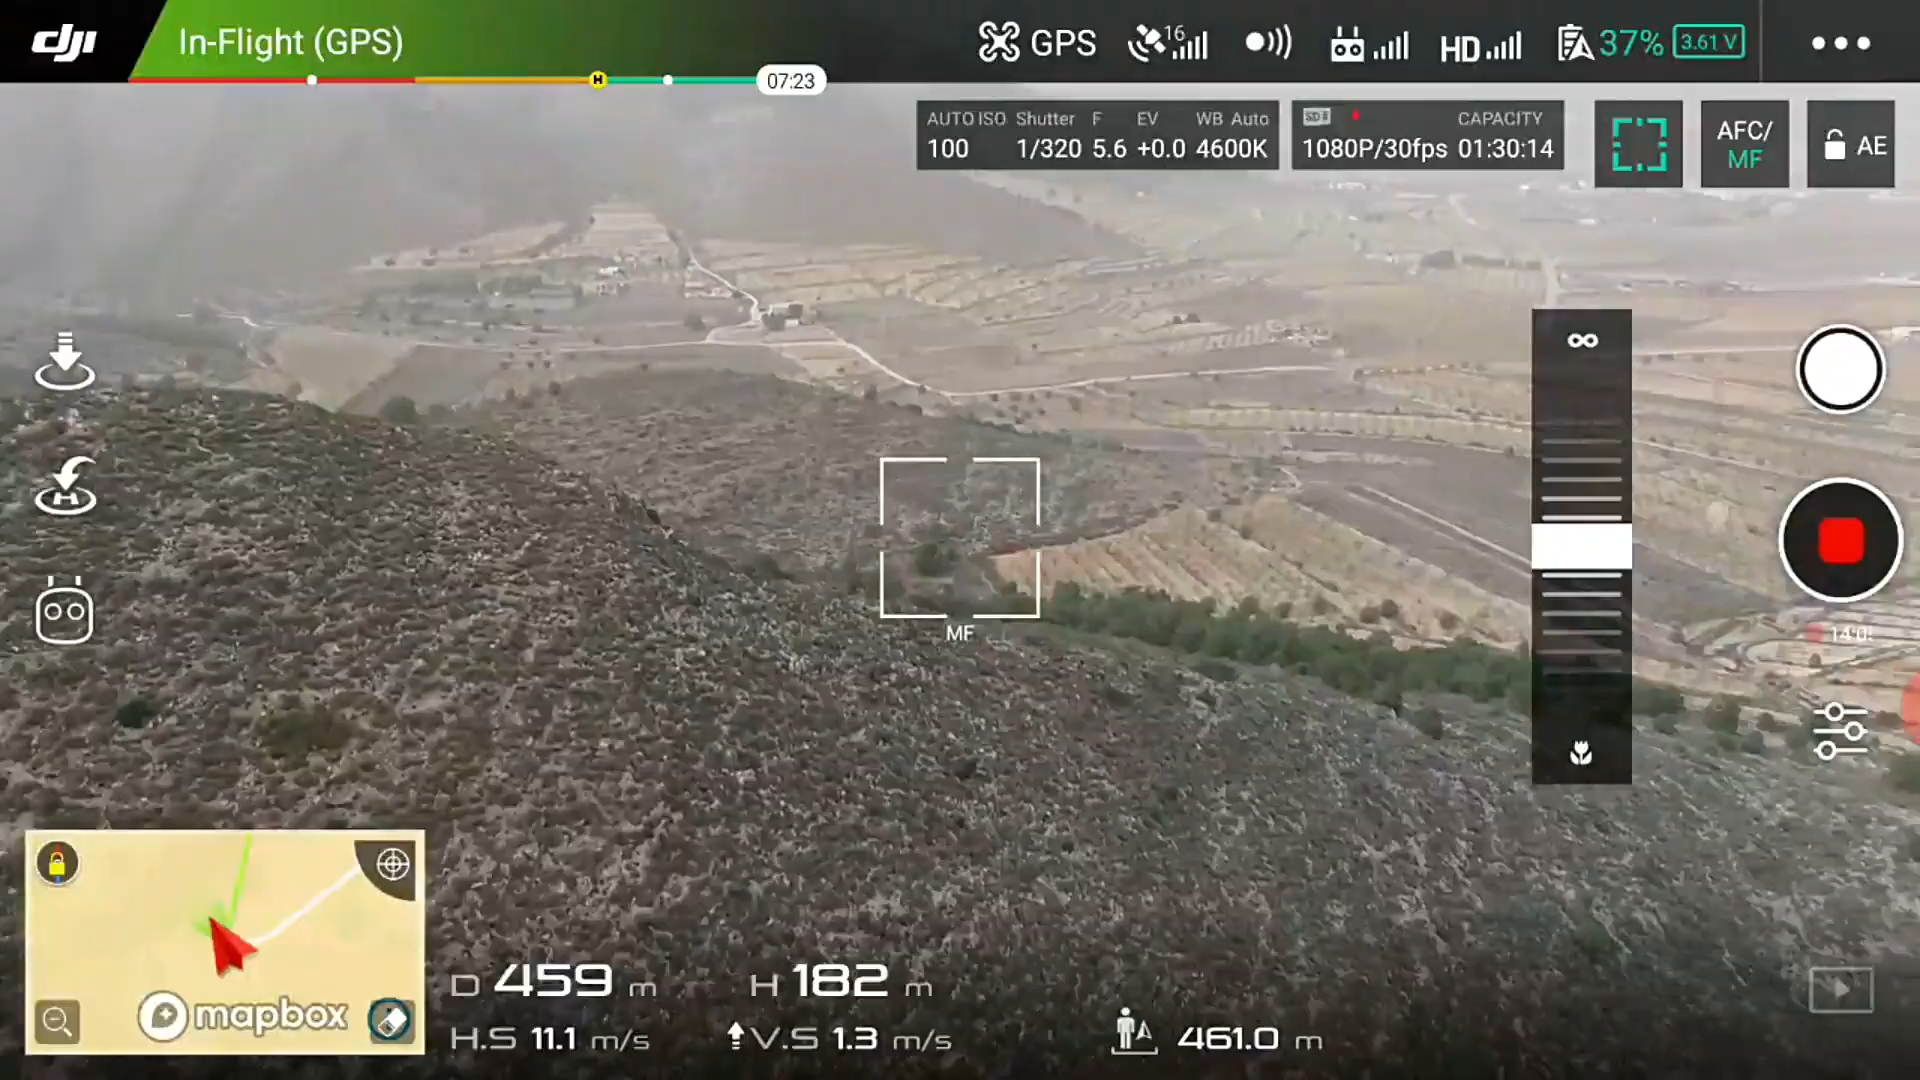 dji
In-Flight (GPS)
GPS
16
HD
37%
3.61 V
H
07:23
AUTO ISO Shutter F EV WB Auto
100 1/320 5.6 +0.0 4600K
SD CAPACITY
1080P/30fps 01:30:14
AFC/
MF
AE
∞
H
MF
mapbox
D 459 m H 182 m
H.S 11.1 m/s V.S 1.3 m/s 461.0 m